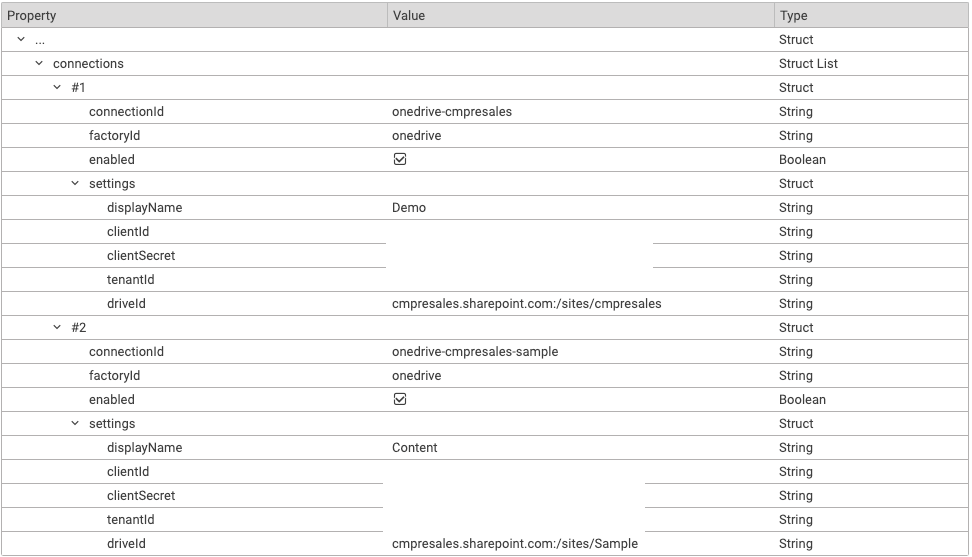 Property Value Type
... Struct
connections Struct List
#1 Struct
connectionId onedrive-cmpresales String
factoryId onedrive String
enabled Boolean
settings Struct
displayName Demo String
clientId String
clientSecret String
tenantId String
driveId cmpresales.sharepoint.com:/sites/cmpresales String
#2 Struct
connectionId onedrive-cmpresales-sample String
factoryId onedrive String
enabled Boolean
settings Struct
displayName Content String
clientId String
clientSecret String
tenantId String
driveId cmpresales.sharepoint.com:/sites/Sample String